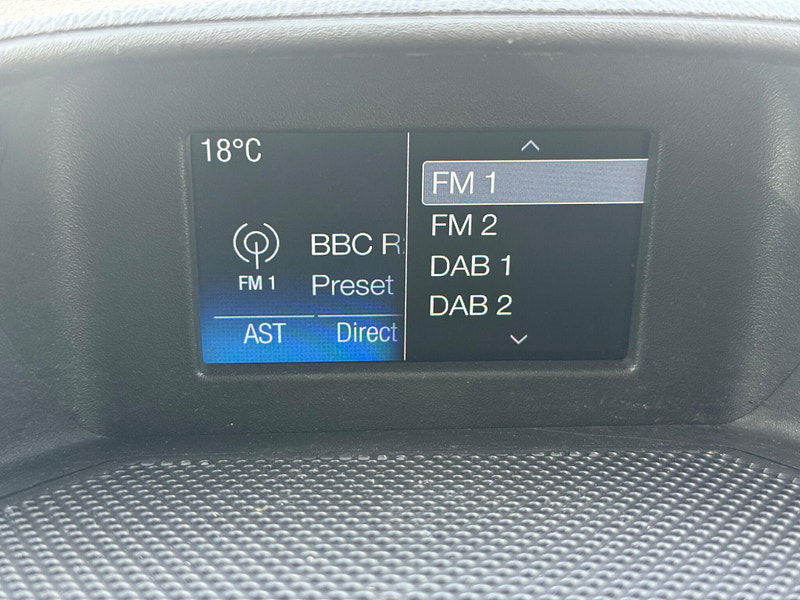 18°C
FM 1
BBC
Preset
AST
Direct
FM 1
FM 2
DAB 1
DAB 2